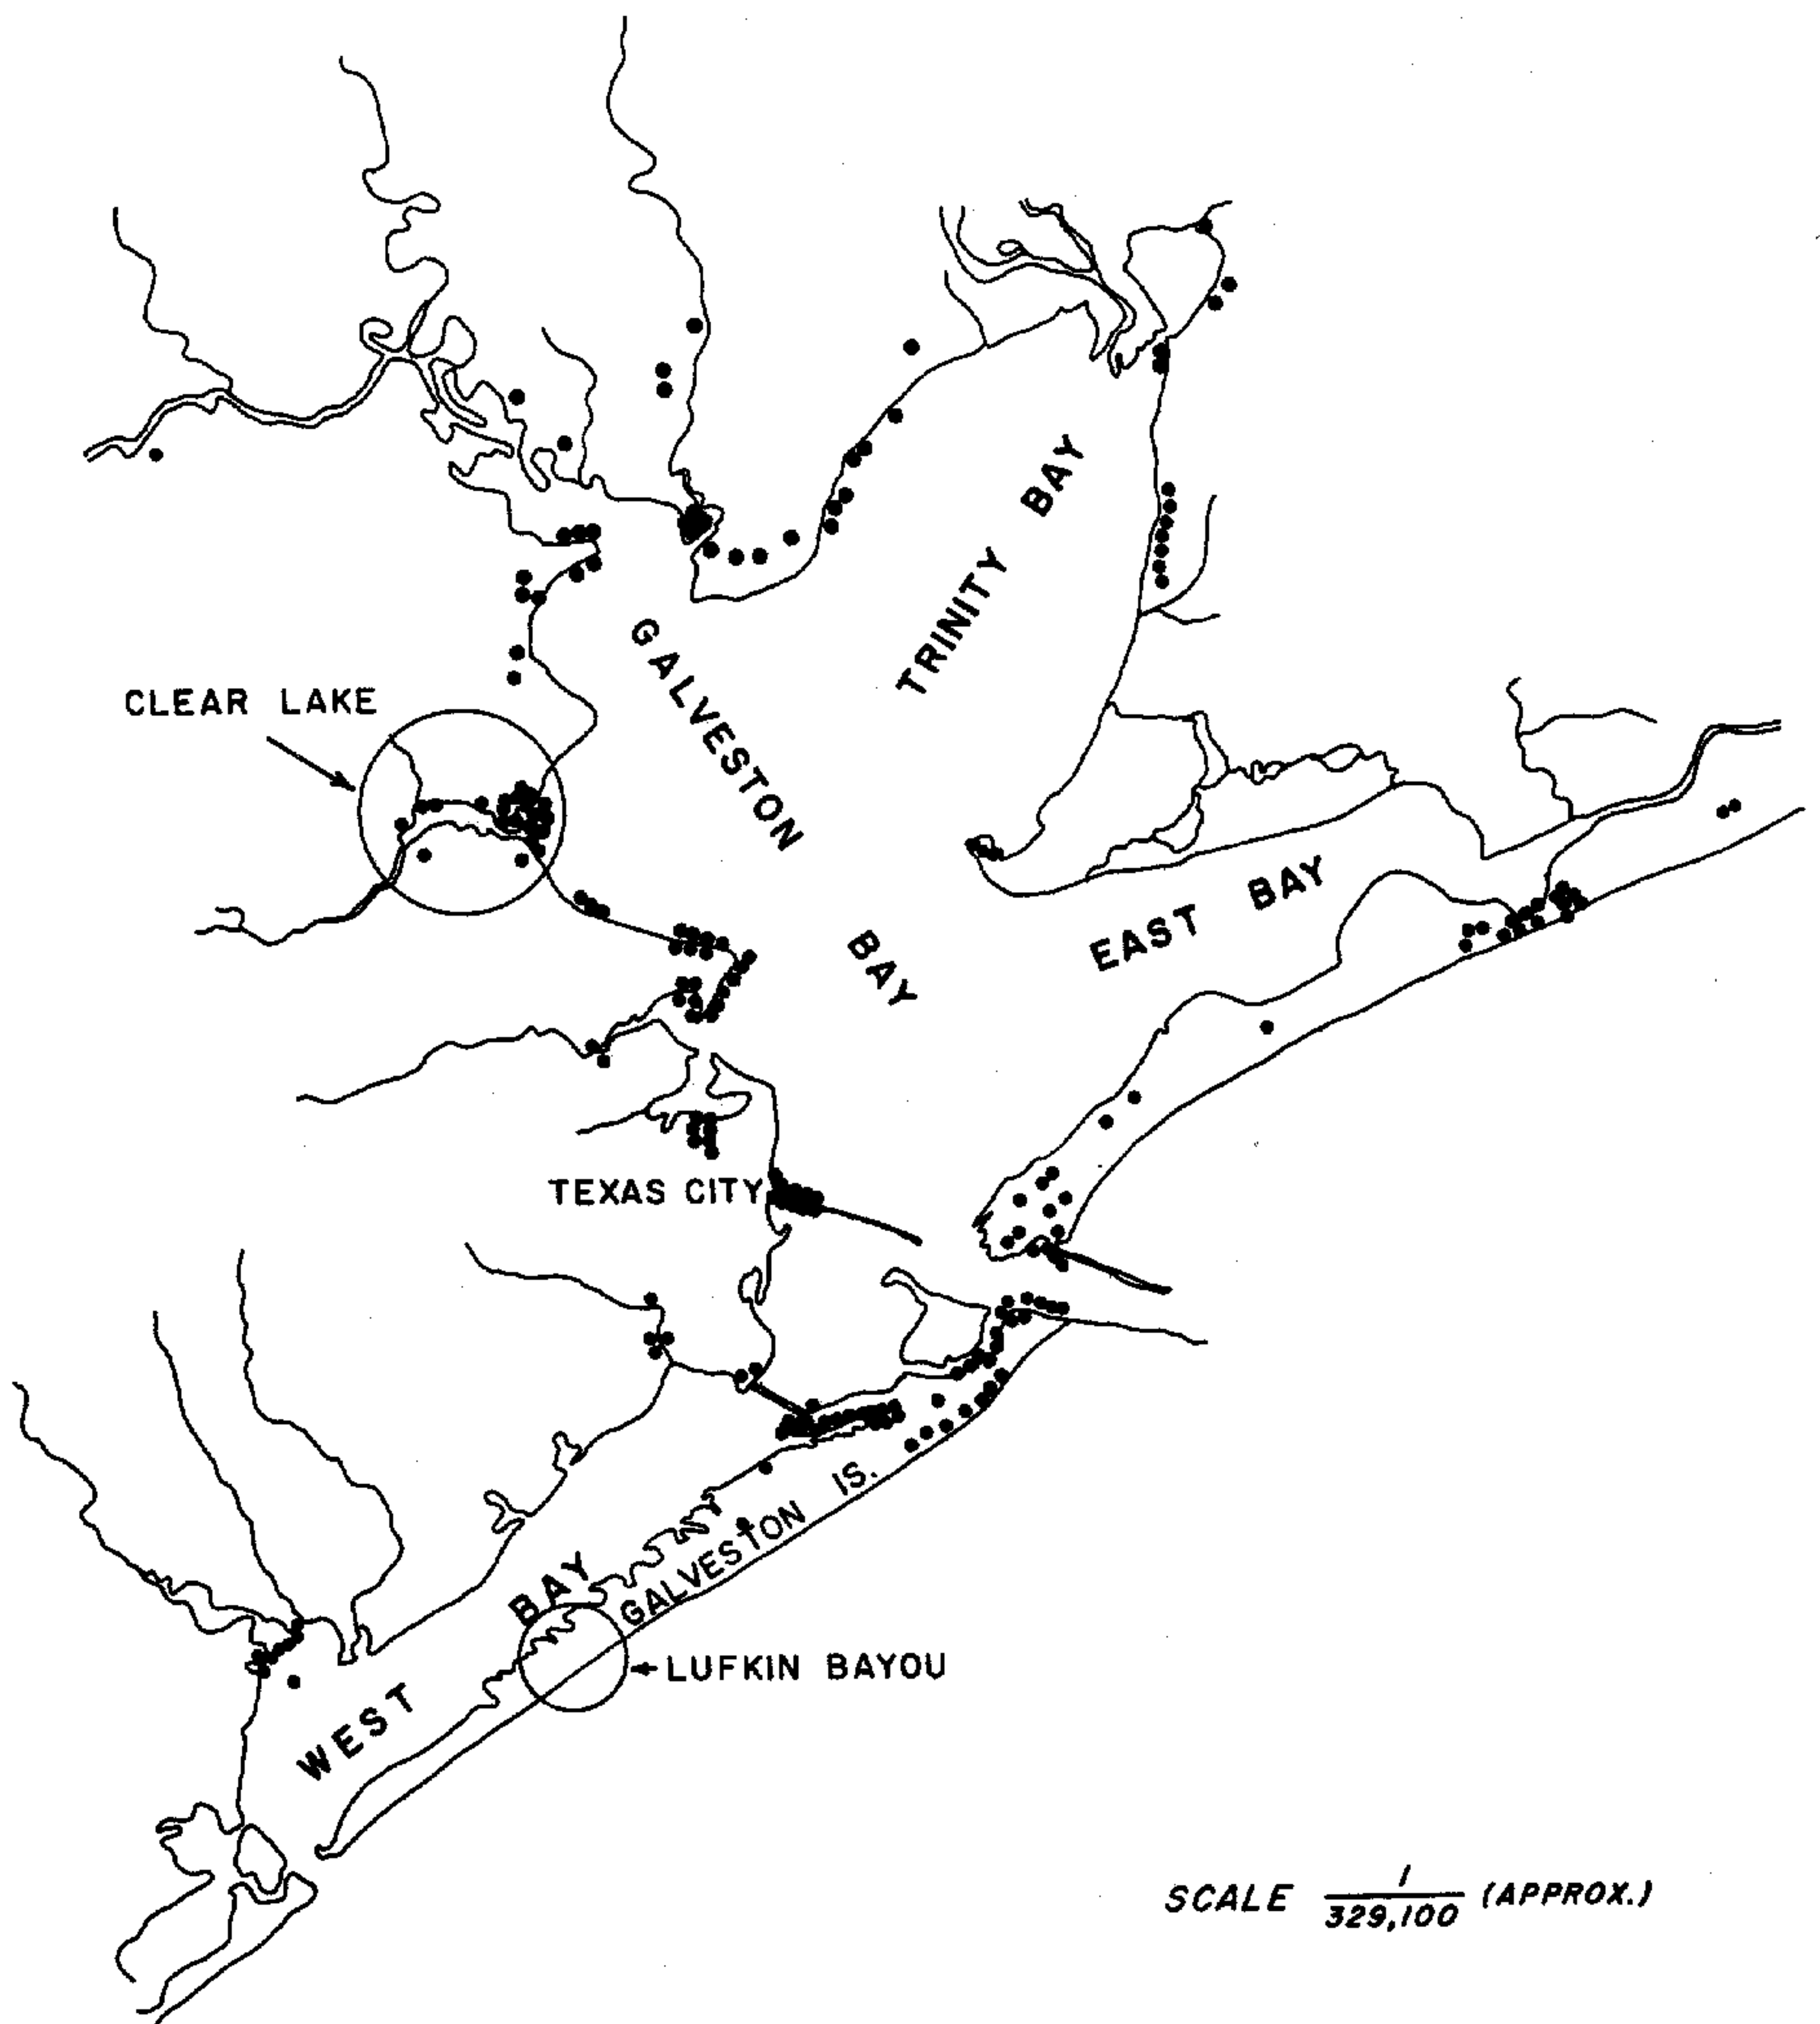 TRINITY BAY
GALVESTON BAY
CLEAR LAKE
EAST BAY
TEXAS CITY
GALVESTON IS.
WEST BAY
LUFKIN BAYOU
SCALE 1/329,100 (APPROX.)